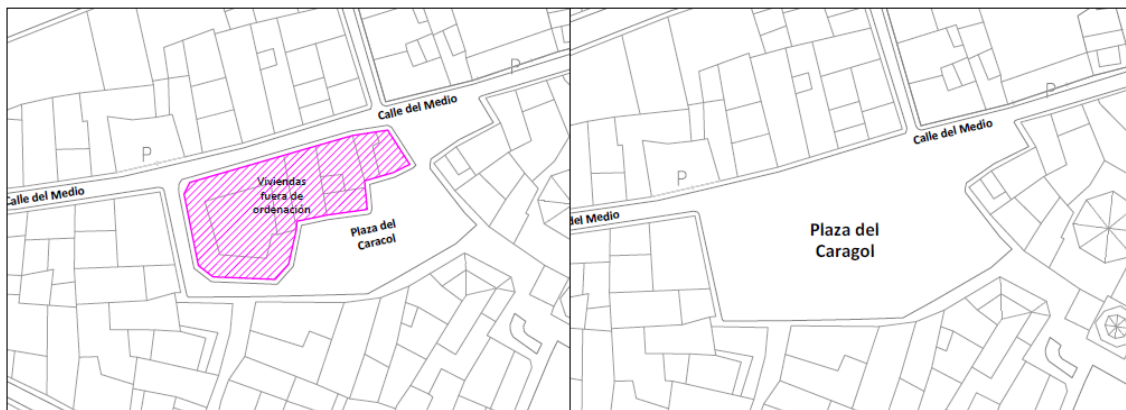 P
Calle del Medio
P
Calle del Medio
Viviendas
fuera de
ordenación
Plaza del
Caracol
P
Calle del Medio
P
del Medio
Plaza del
Caragol